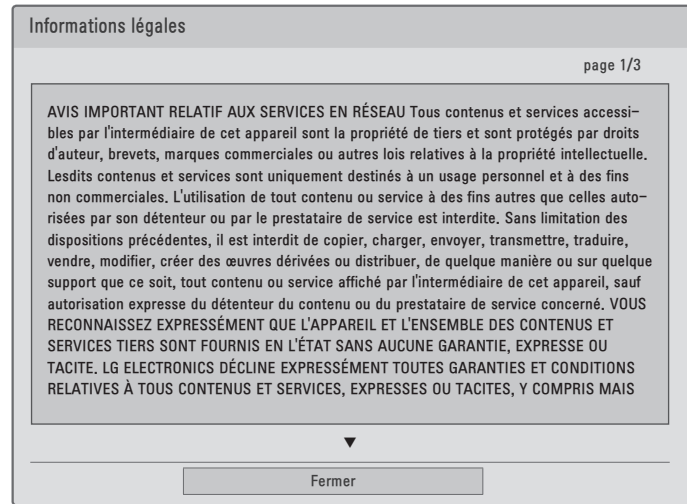 Informations légales
page 1/3
AVIS IMPORTANT RELATIF AUX SERVICES EN RÉSEAU Tous contenus et services accessi-
bles par l'intermédiaire de cet appareil sont la propriété de tiers et sont protégés par droits
d'auteur, brevets, marques commerciales ou autres lois relatives à la propriété intellectuelle.
Lesdits contenus et services sont uniquement destinés à un usage personnel et à des fins
non commerciales. L'utilisation de tout contenu ou service à des fins autres que celles auto-
risées par son détenteur ou par le prestataire de service est interdite. Sans limitation des
dispositions précédentes, il est interdit de copier, charger, envoyer, transmettre, traduire,
vendre, modifier, créer des œuvres dérivées ou distribuer, de quelque manière ou sur quelque
support que ce soit, tout contenu ou service affiché par l'intermédiaire de cet appareil, sauf
autorisation expresse du détenteur du contenu ou du prestataire de service concerné. VOUS
RECONNAISSEZ EXPRESSÉMENT QUE L'APPAREIL ET L'ENSEMBLE DES CONTENUS ET
SERVICES TIERS SONT FOURNIS EN L'ÉTAT SANS AUCUNE GARANTIE, EXPRESSE OU
TACITE. LG ELECTRONICS DÉCLINE EXPRESSÉMENT TOUTES GARANTIES ET CONDITIONS
RELATIVES À TOUS CONTENUS ET SERVICES, EXPRESSES OU TACITES, Y COMPRIS MAIS
▼
Fermer